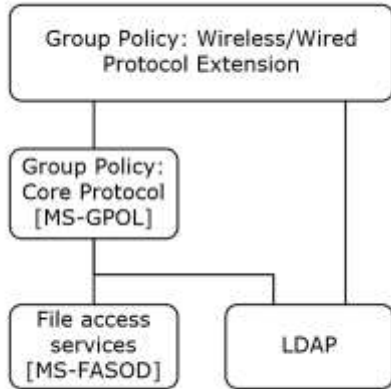 Group Policy: Wireless/Wired
Protocol Extension
Group Policy:
Core Protocol
[MS-GPOL]
File access
services
[MS-FASOD]
LDAP